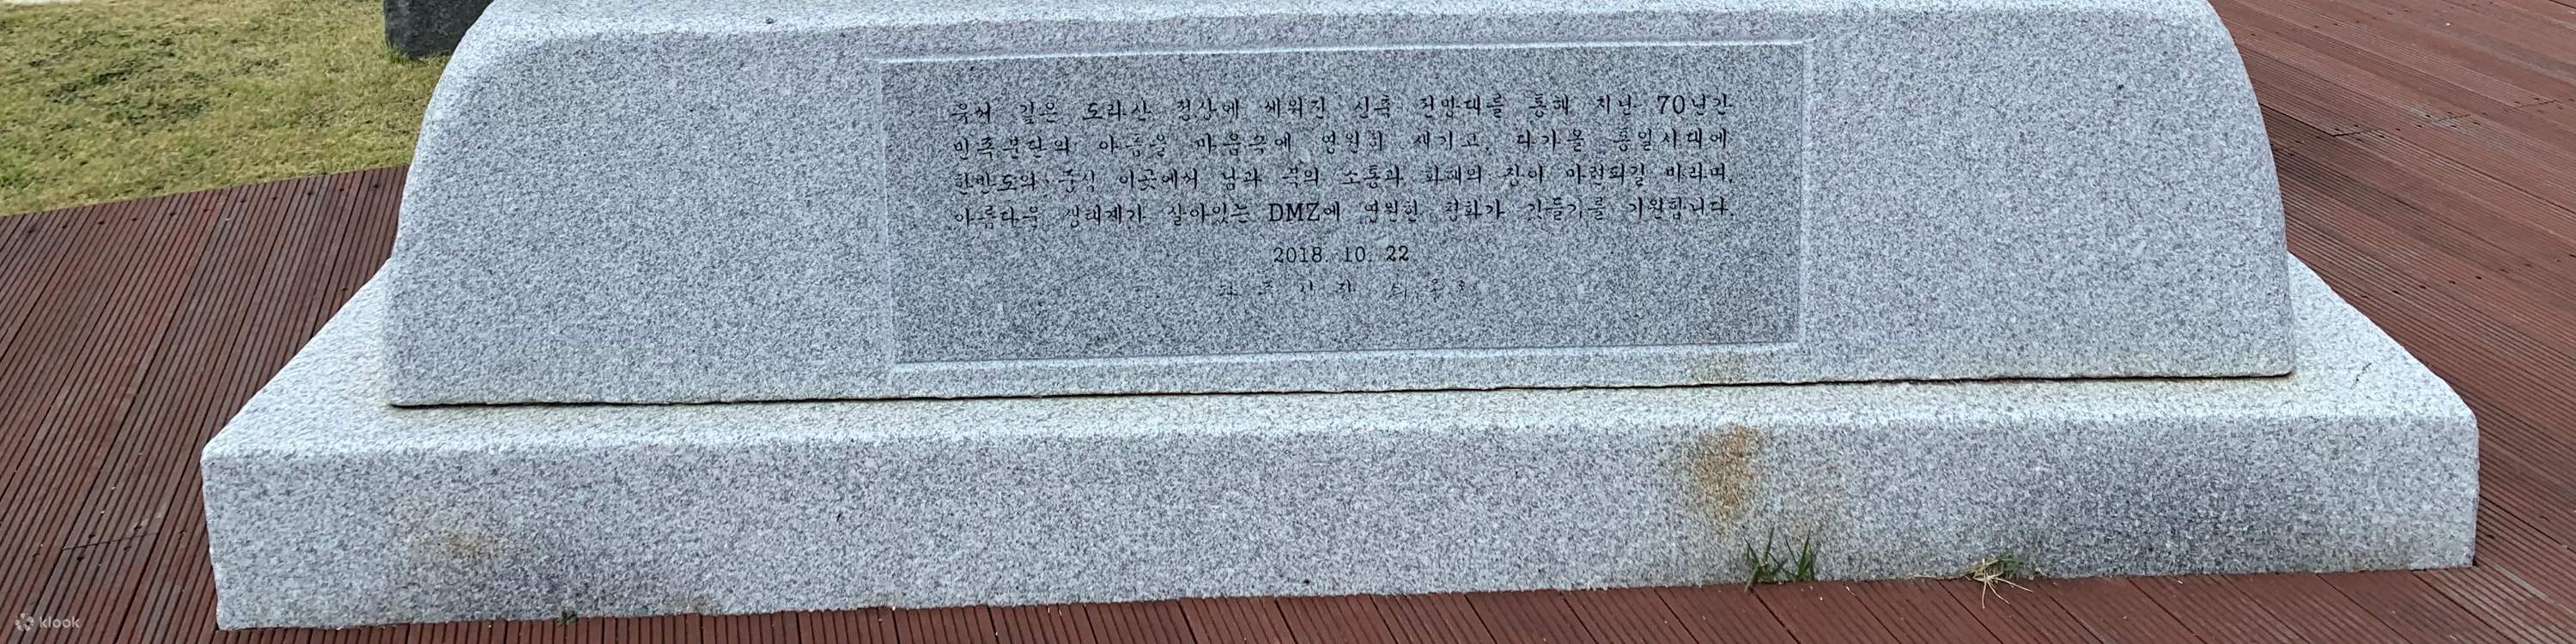 유서 깊은 도라산 정상에 세워진 신축 전망대를 통해 지난 70년간
민족분단의 아픔을 마음속에 영원히 새기고, 다가올 통일시대에
한반도의 중심 이곳에서 남과 북의 소통과 화해의 장이 마련되길 바라며,
아름다운 생태계가 살아있는 DMZ에 영원한 평화가 깃들기를 기원합니다.
2018. 10. 22
파 주 시 장
klook